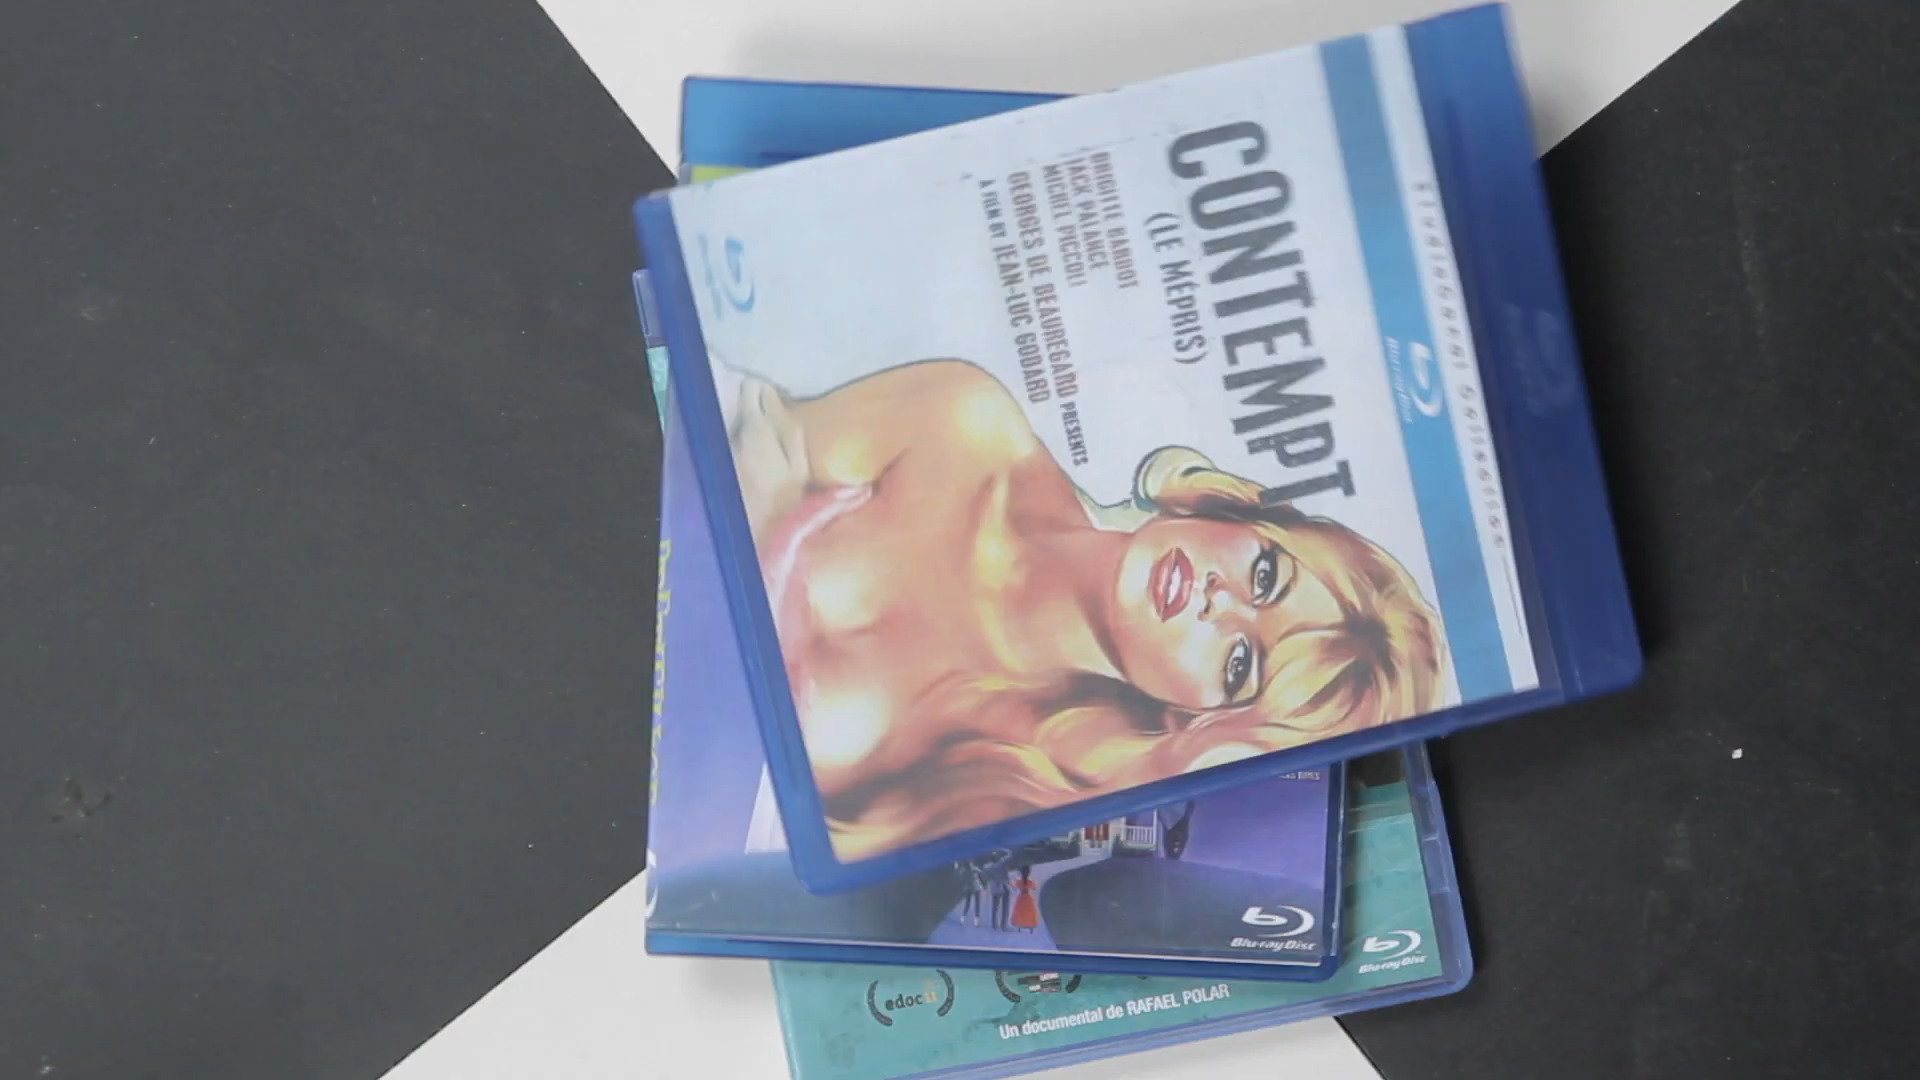 CONTEMPT
(LE MÉPRIS)
BRIGITTE BARDOT
JACK PALANCE
MICHEL PICCOLI
GEORGES DE BEAUREGARD PRESENTS
A FILM BY JEAN-LUC GODARD
Blu-ray Disc
Blu-ray Disc
Blu-ray Disc
edoc
Un documental de RAFAEL POLAR